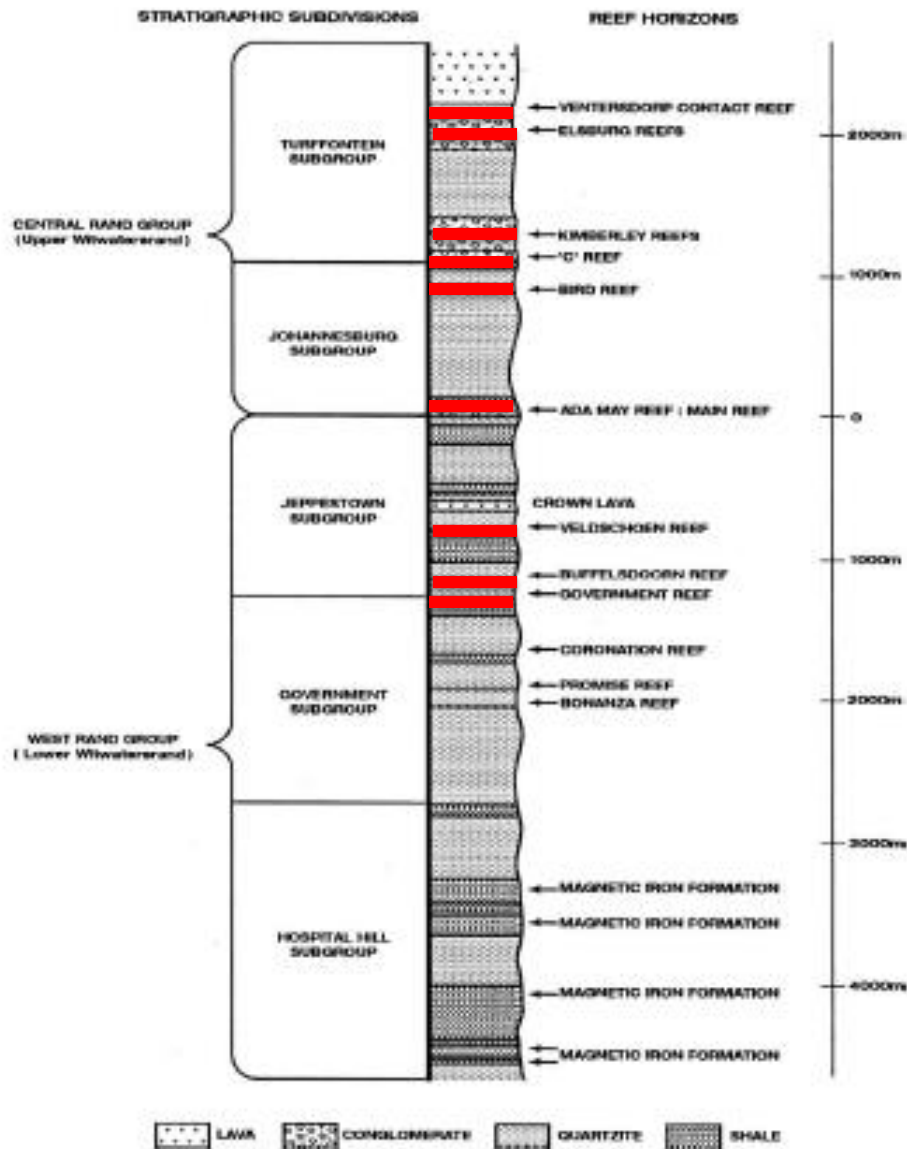 STRATIGRAPHIC SUBDIVISIONS
REEF HORIZONS
VENTERSDORP CONTACT REEF
ELSBURG REEFS
2000m
TURFFONTEIN
SUBGROUP
CENTRAL RAND GROUP
(Upper Witwatersrand)
KIMBERLEY REEFS
'C' REEF
1000m
BIRD REEF
JOHANNESBURG
SUBGROUP
ADA MAY REEF : MAIN REEF
0
JEPPESTOWN
SUBGROUP
CROWN LAVA
VELDSCHOEN REEF
1000m
BUFFELSDOORN REEF
GOVERNMENT REEF
CORONATION REEF
GOVERNMENT
SUBGROUP
PROMISE REEF
BONANZA REEF
2000m
WEST RAND GROUP
( Lower Witwatersrand)
3000m
MAGNETIC IRON FORMATION
MAGNETIC IRON FORMATION
HOSPITAL HILL
SUBGROUP
MAGNETIC IRON FORMATION
4000m
MAGNETIC IRON FORMATION
LAVA
CONGLOMERATE
QUARTZITE
SHALE